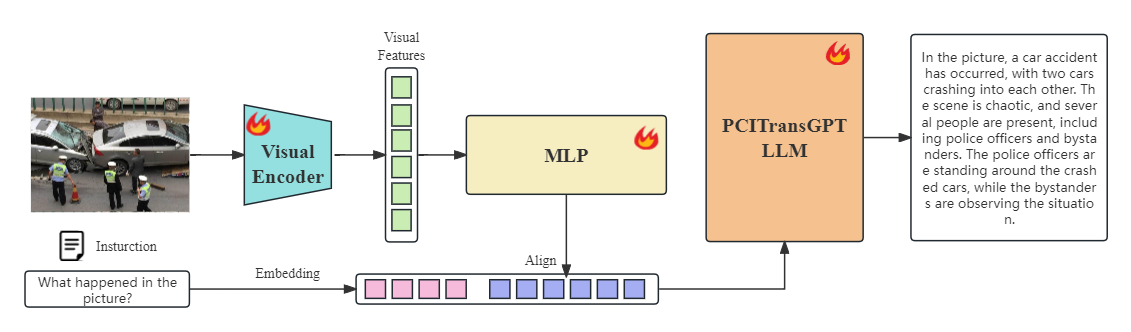 Visual
Features
Visual
Encoder
MLP
PCITransGPT
LLM
In the picture, a car accident
has occurred, with two cars
crashing into each other. Th
e scene is chaotic, and sever
al people are present, includ
ing police officers and bysta
nders. The police officers ar
e standing around the crash
ed cars, while the bystander
s are observing the situatio
n.
Insturction
What happened in the
picture?
Embedding
Align